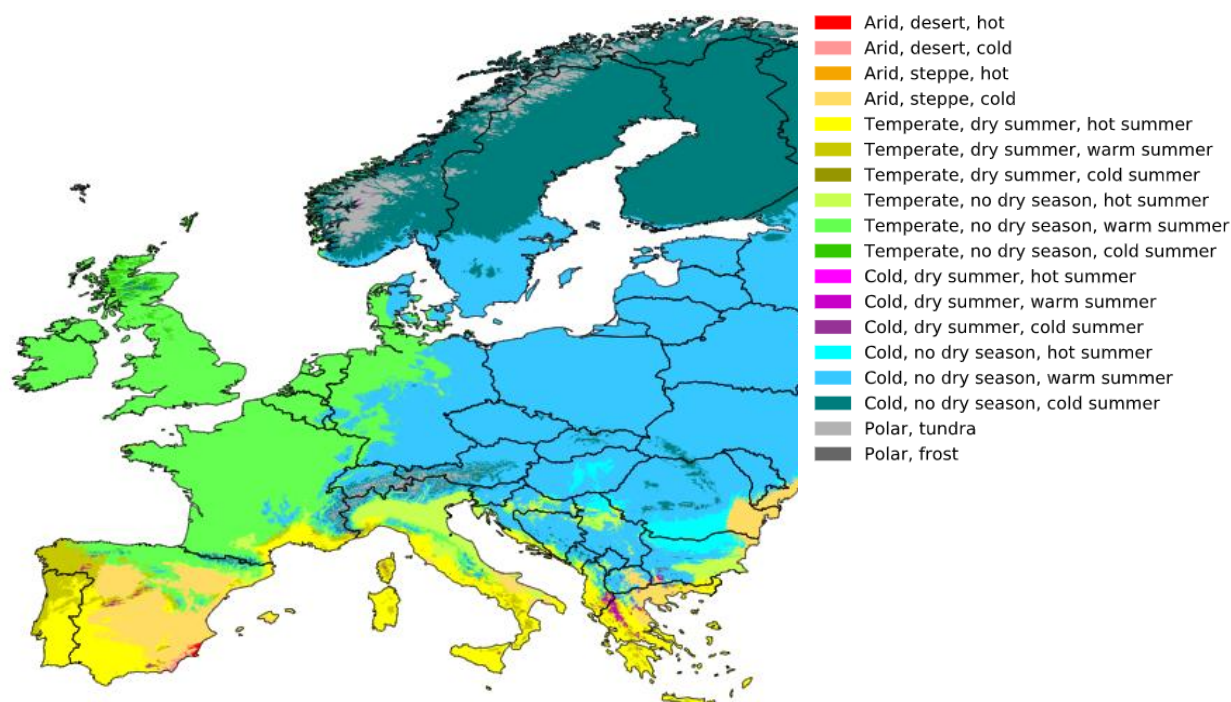 Arid, desert, hot
Arid, desert, cold
Arid, steppe, hot
Arid, steppe, cold
Temperate, dry summer, hot summer
Temperate, dry summer, warm summer
Temperate, dry summer, cold summer
Temperate, no dry season, hot summer
Temperate, no dry season, warm summer
Temperate, no dry season, cold summer
Cold, dry summer, hot summer
Cold, dry summer, warm summer
Cold, dry summer, cold summer
Cold, no dry season, hot summer
Cold, no dry season, warm summer
Cold, no dry season, cold summer
Polar, tundra
Polar, frost